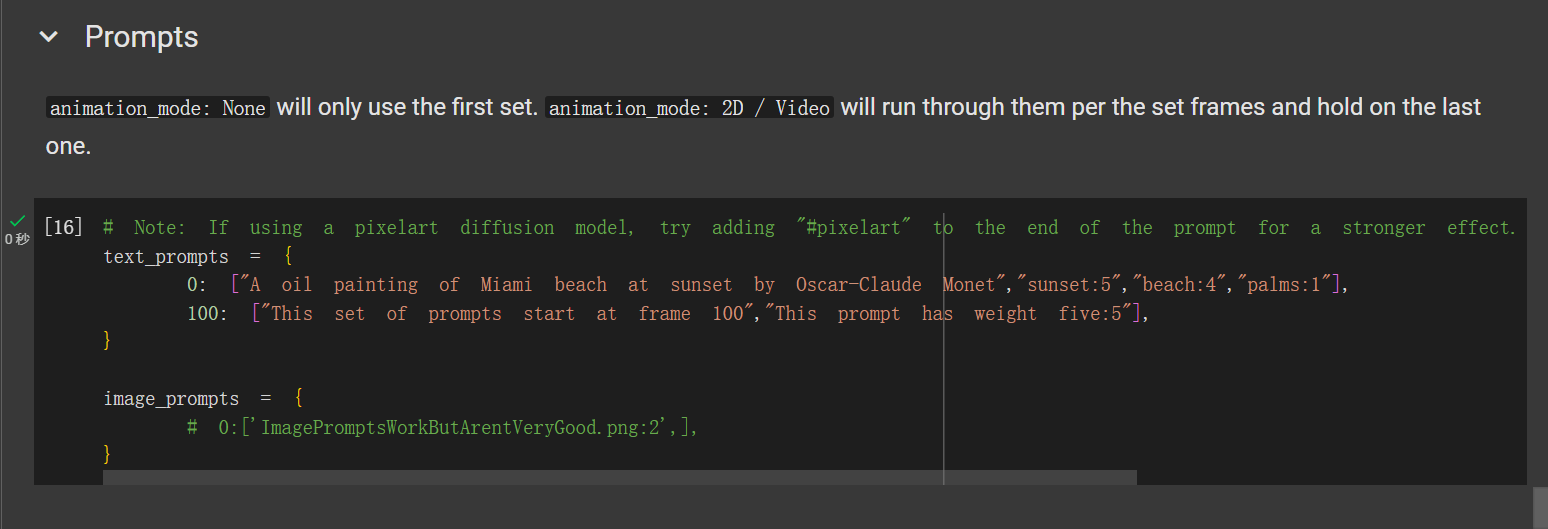 Prompts
animation_mode: None will only use the first set. animation_mode: 2D / Video will run through them per the set frames and hold on the last
one.
[16] # Note: If using a pixelart diffusion model, try adding "#pixelart" to the end of the prompt for a stronger effect.
0 秒
text_prompts = {
0: ["A oil painting of Miami beach at sunset by Oscar-Claude Monet","sunset:5","beach:4","palms:1"],
100: ["This set of prompts start at frame 100","This prompt has weight five:5"],
}
image_prompts = {
# 0:['ImagePromptsWorkButArentVeryGood.png:2',],
}